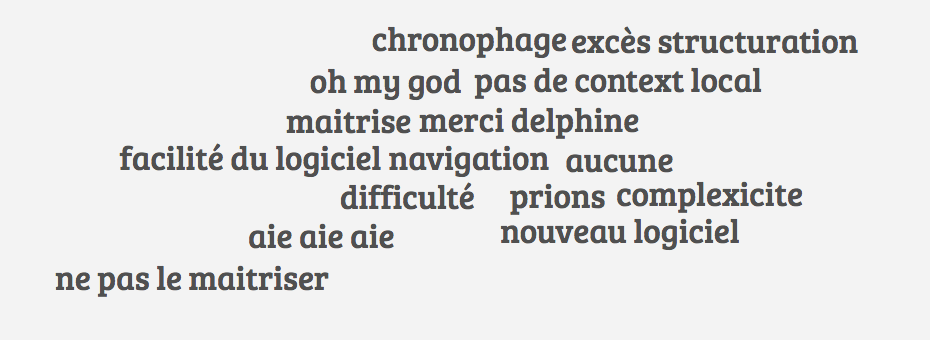 chronophage excès structuration
oh my god pas de context local
maitrise merci delphine
facilité du logiciel navigation aucune
difficulté prions complexicite
aie aie aie nouveau logiciel
ne pas le maitriser